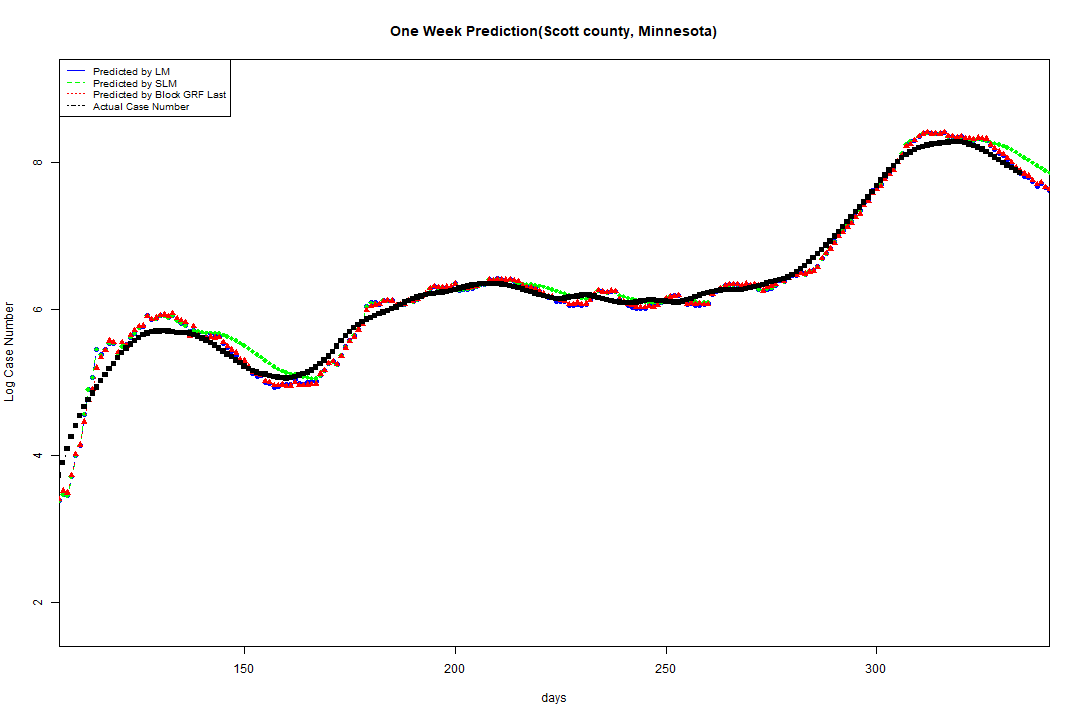 One Week Prediction(Scott county, Minnesota)
Predicted by LM
Predicted by SLM
Predicted by Block GRF Last
Actual Case Number
Log Case Number
8
6
4
2
150 200 250 300
days